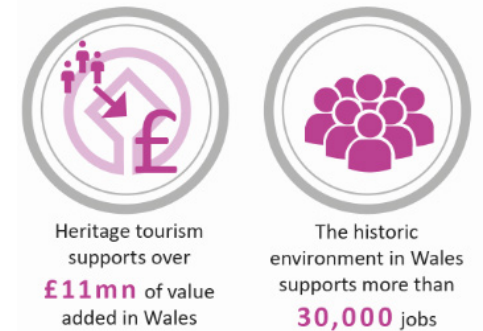 £
Heritage tourism
supports over
£11mn of value
added in Wales
The historic
environment in Wales
supports more than
30,000 jobs